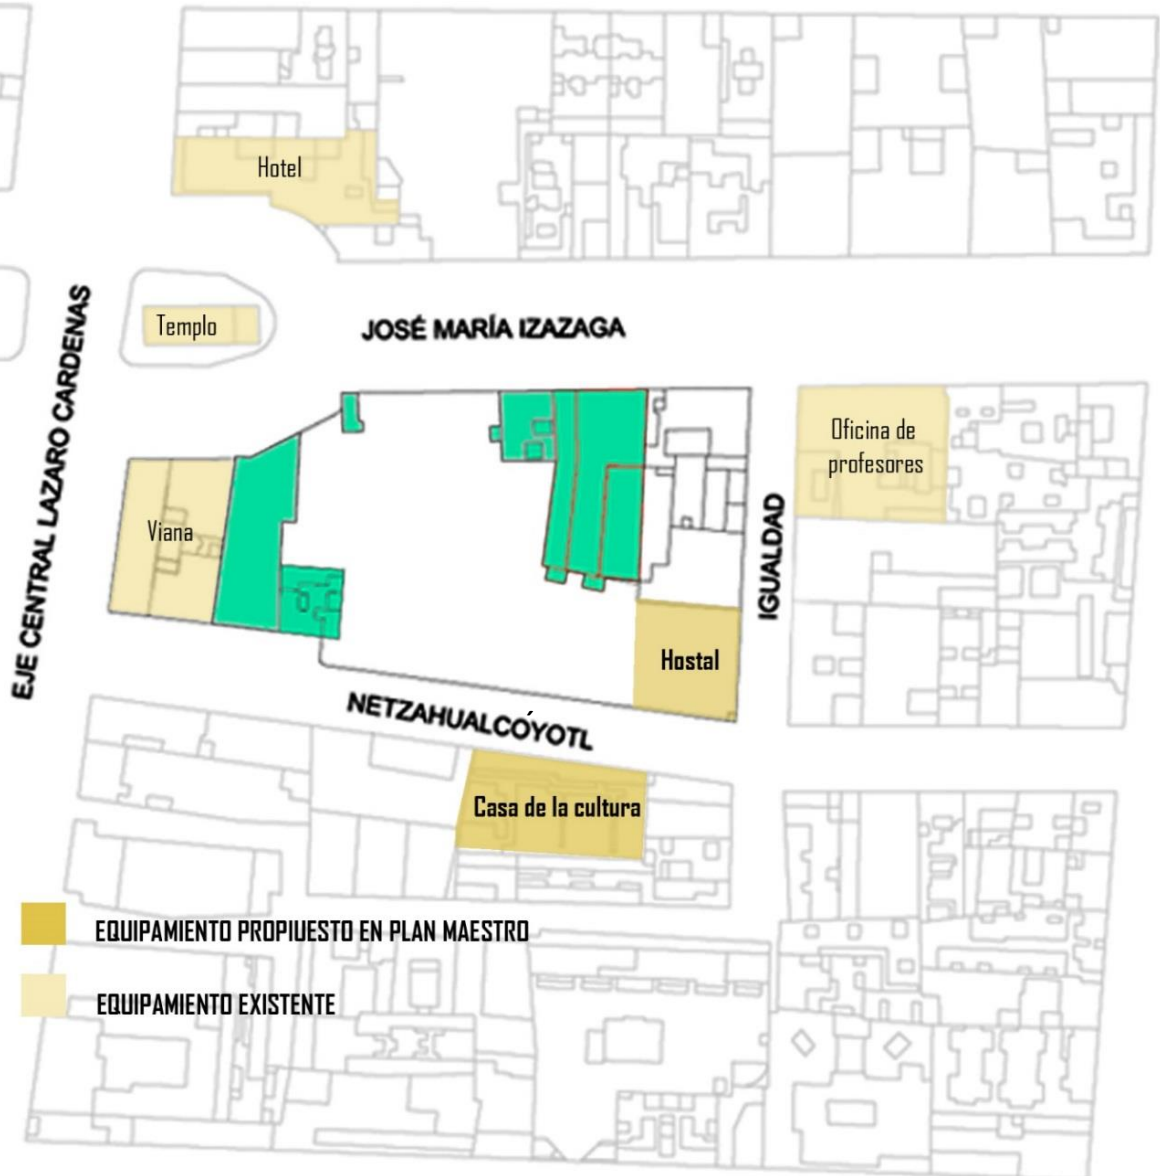 Hotel
EJE CENTRAL LAZARO CARDENAS
Templo
JOSÉ MARÍA IZAZAGA
Oficina de
profesores
Viana
IGUALDAD
Hostal
NETZAHUALCÓYOTL
Casa de la cultura
EQUIPAMIENTO PROPIUESTO EN PLAN MAESTRO
EQUIPAMIENTO EXISTENTE